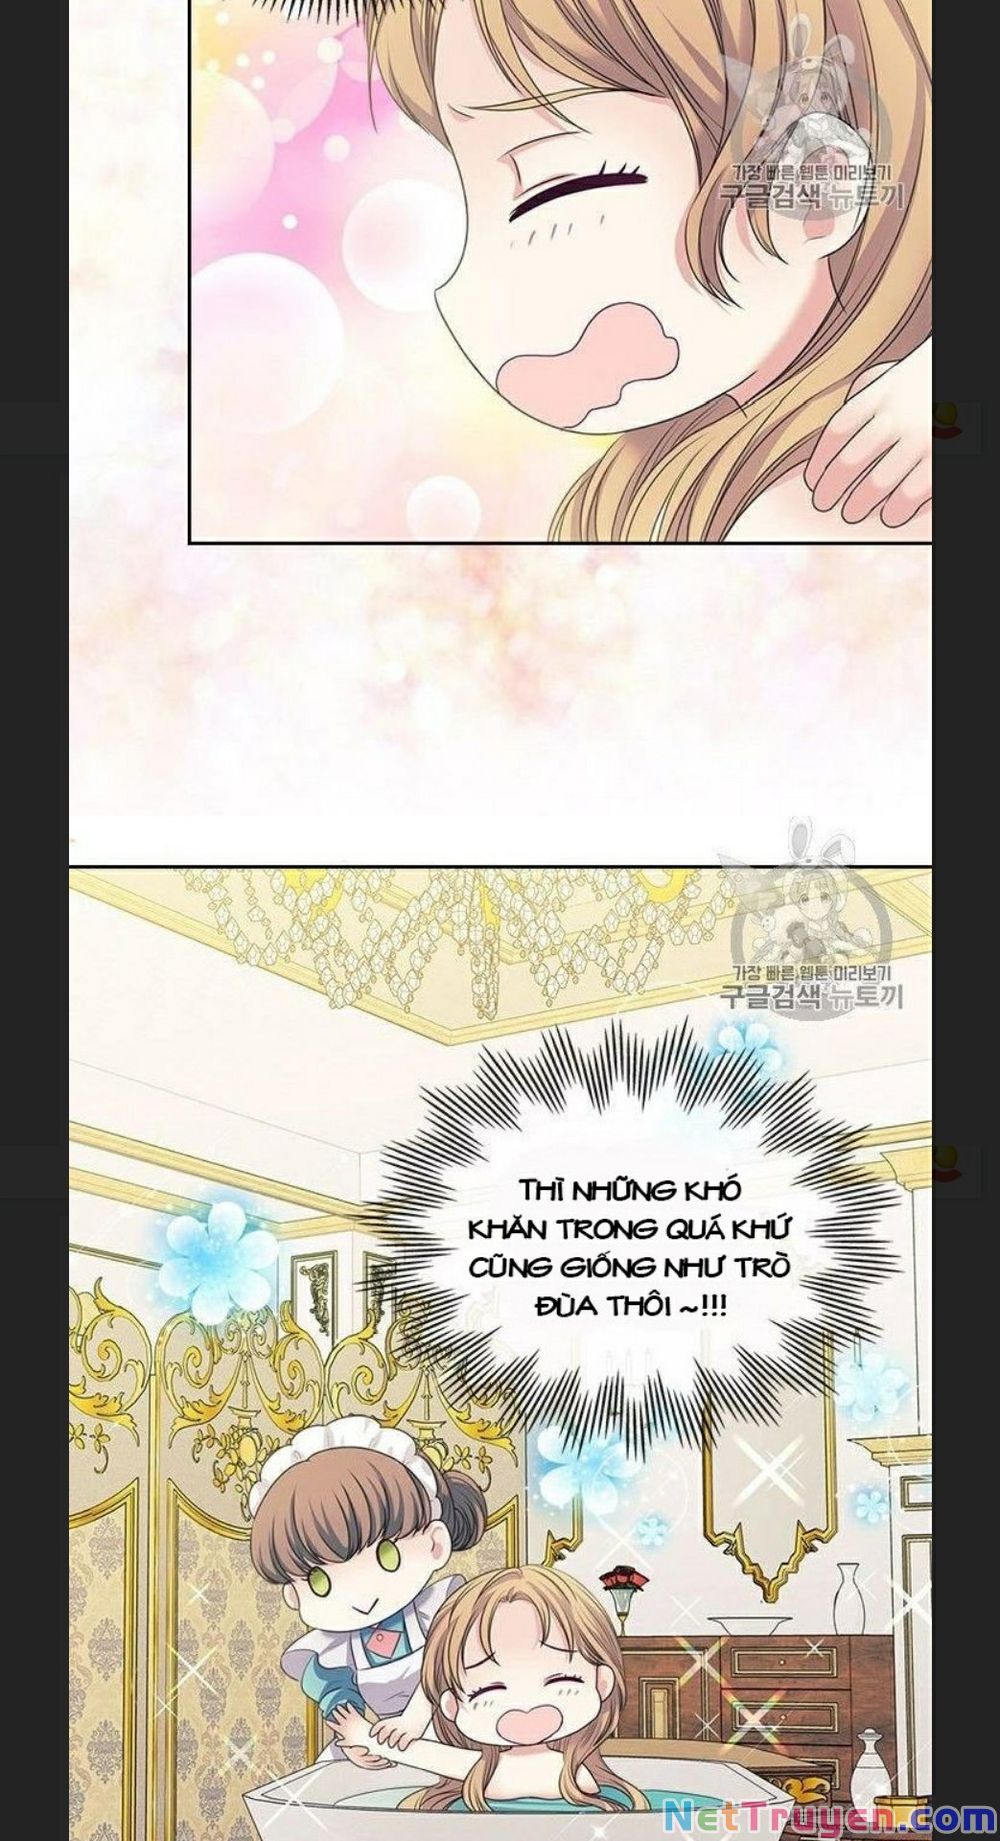 가장 빠른 웹툰 미리보기
구글검색 뉴토끼
가장 빠른 웹툰 미리보기
구글검색 뉴토끼
THÌ NHỮNG KHÓ
KHĂN TRONG QUÁ KHỨ
CŨNG GIỐNG NHƯ TRÒ
ĐÙA THÔI ~!!!
NetTruyen.com